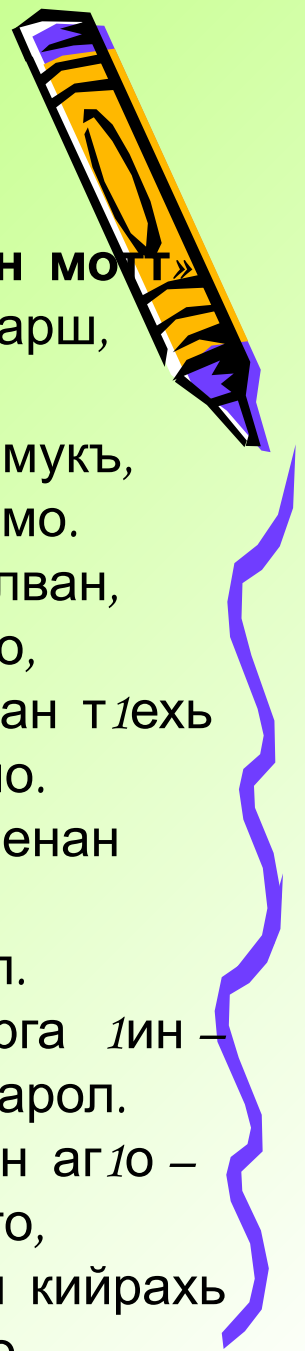 н мотт»
арш,
мукъ,
мо.
лван,
о,
ан т1ехь
о.
енан
л.
рга 1ин –
арол.
н аг1о –
го,
кийрахь